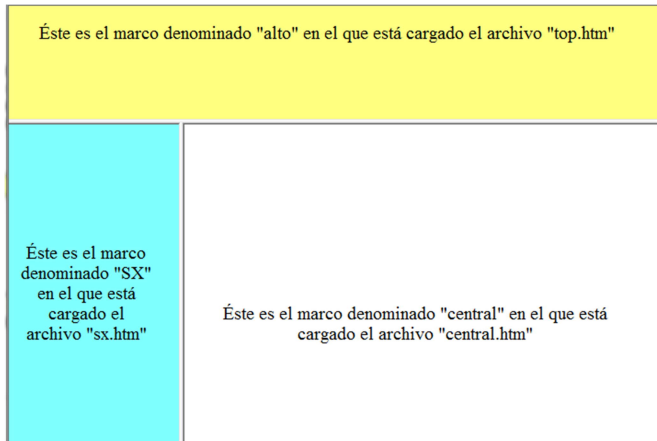 Éste es el marco denominado "alto" en el que está cargado el archivo "top.htm"
Éste es el marco
denominado "SX"
en el que está
cargado el
archivo "sx.htm"
Éste es el marco denominado "central" en el que está
cargado el archivo "central.htm"